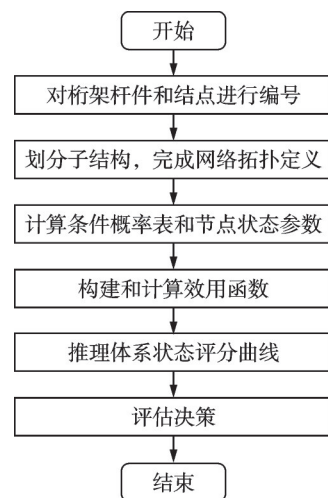 开始
对桁架杆件和结点进行编号
划分子结构，完成网络拓扑定义
计算条件概率表和节点状态参数
构建和计算效用函数
推理体系状态评分曲线
评估决策
结束